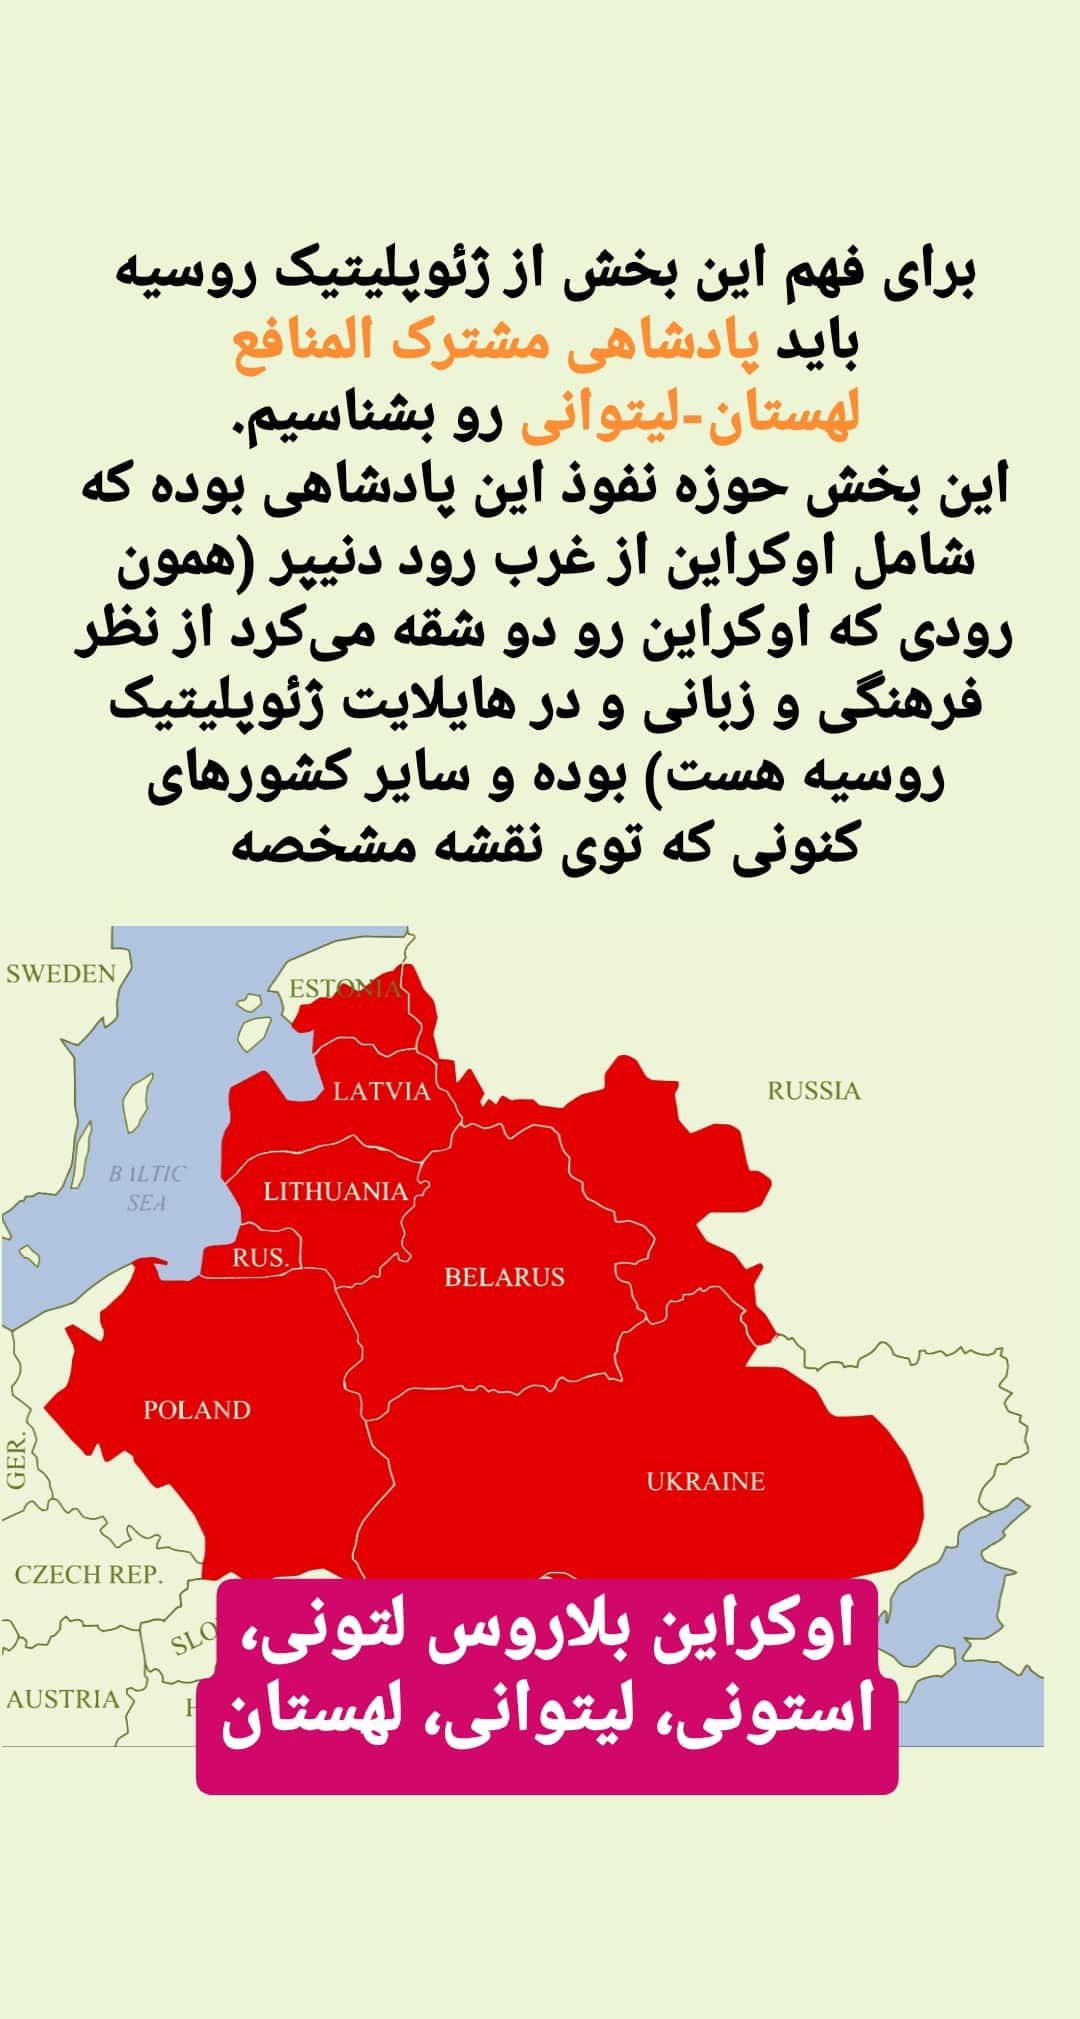 برای فهم این بخش از ژئوپلیتیک روسیه
باید پادشاهی مشترک المنافع
لهستان-لیتوانی رو بشناسیم.
این بخش حوزه نفوذ این پادشاهی بوده که
شامل اوکراین از غرب رود دنیپر (همون
رودی که اوکراین رو دو شقه می‌کرد از نظر
فرهنگی و زبانی و در هایلایت ژئوپلیتیک
روسیه هست) بوده و سایر کشورهای
کنونی که توی نقشه مشخصه
SWEDEN
ESTONIA
LATVIA
RUSSIA
BALTIC
SEA
LITHUANIA
RUS.
BELARUS
POLAND
GER.
UKRAINE
CZECH REP.
SLO
AUSTRIA
H
اوکراین بلاروس لتونی،
استونی، لیتوانی، لهستان